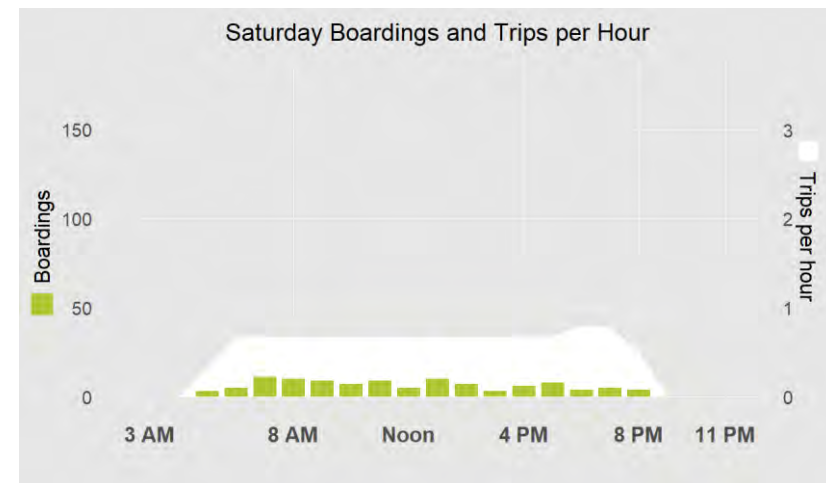 Saturday Boardings and Trips per Hour
150
100
50
0
Boardings
3
2
1
0
Trips per hour
3 AM 8 AM Noon 4 PM 8 PM 11 PM